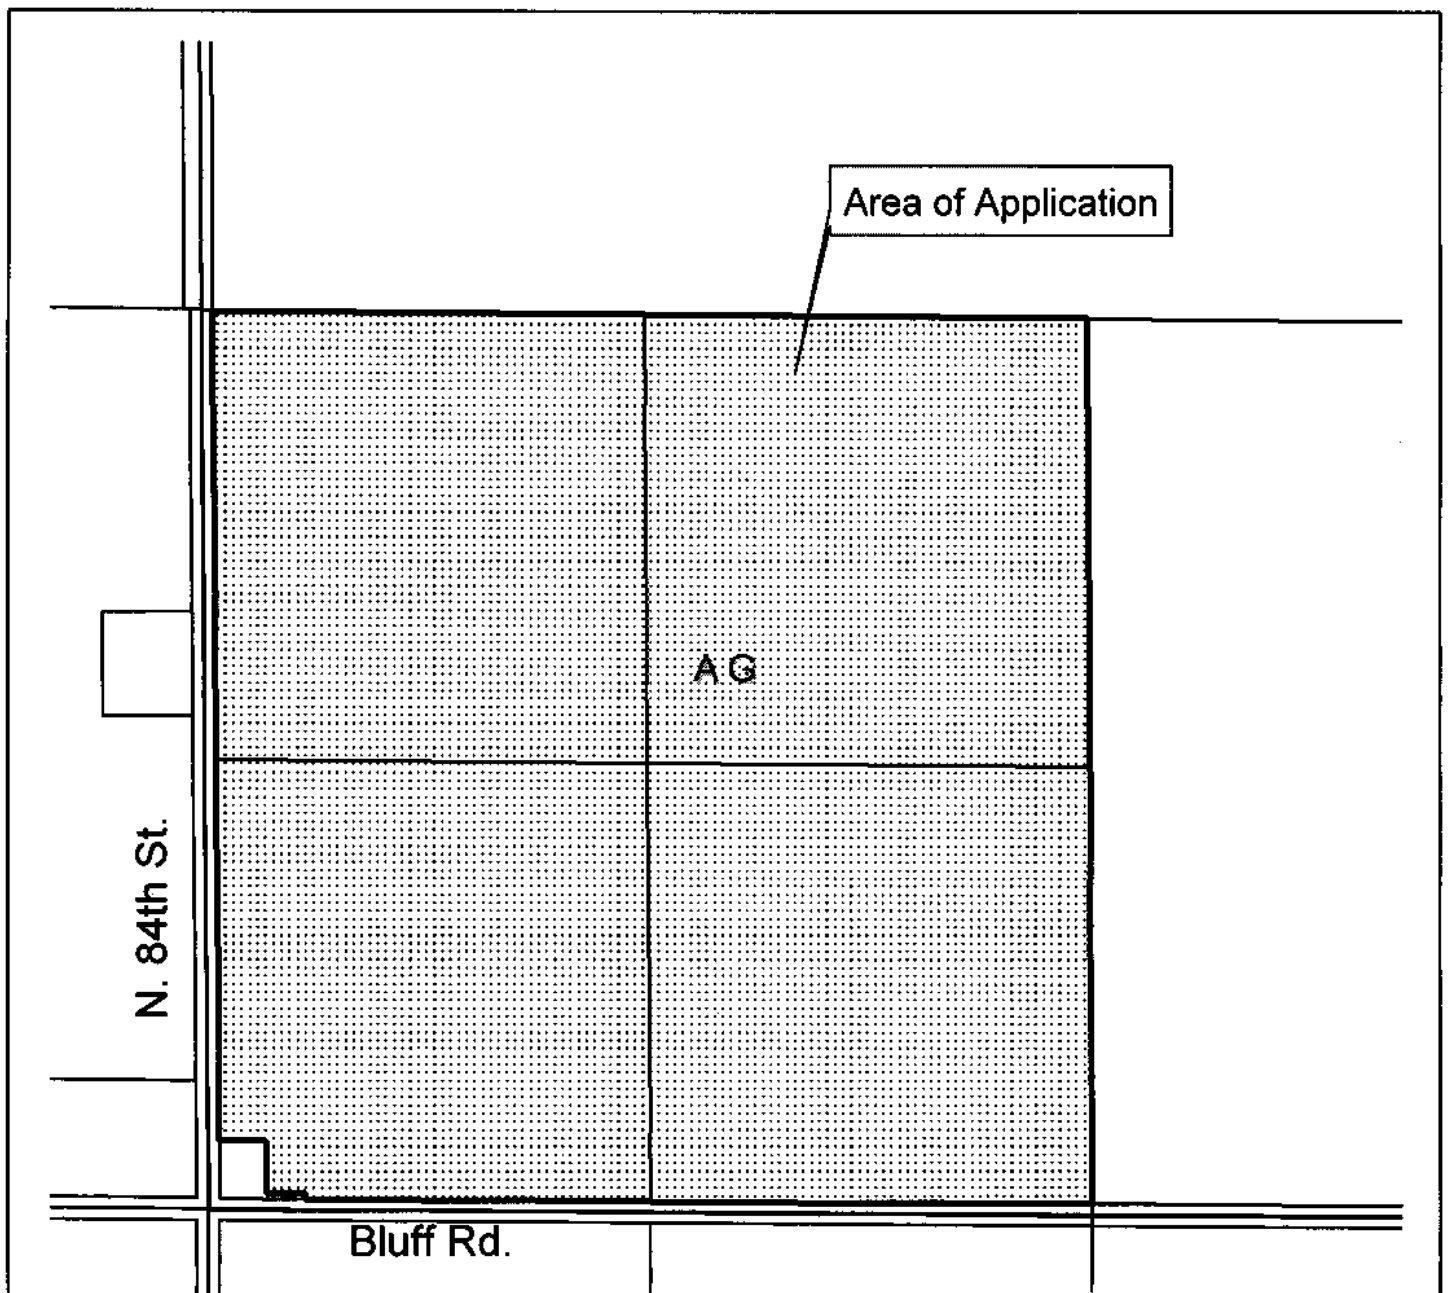 Area of Application
AG
N. 84th St.
Bluff Rd.